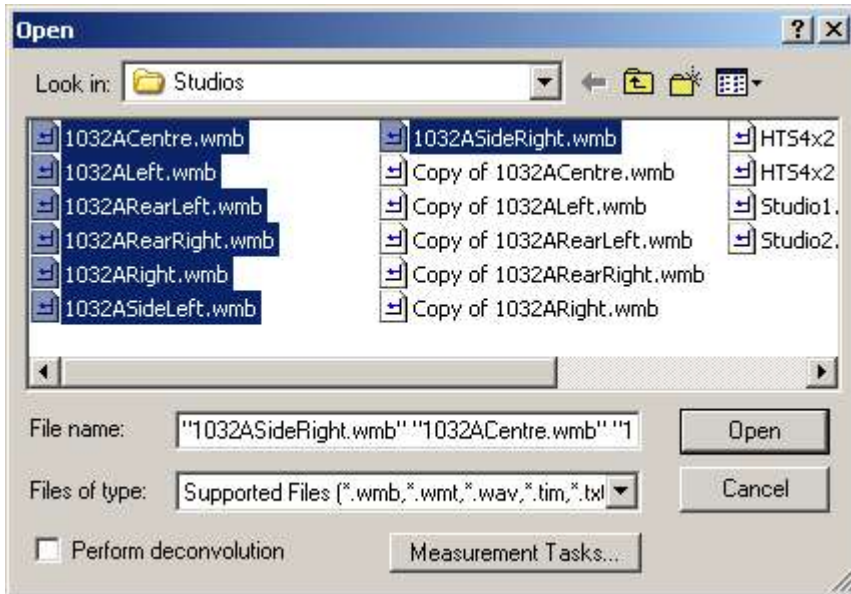 Open
Look in: Studios
1032ACentre.wmb
1032ALeft.wmb
1032ARearLeft.wmb
1032ARearRight.wmb
1032ARight.wmb
1032ASideLeft.wmb
1032ASideRight.wmb
Copy of 1032ACentre.wmb
Copy of 1032ALeft.wmb
Copy of 1032ARearLeft.wmb
Copy of 1032ARearRight.wmb
Copy of 1032ARight.wmb
HTS4x2
HTS4x2
Studio1.
Studio2.
File name: "1032ASideRight.wmb" "1032ACentre.wmb" "1
Open
Files of type: Supported Files (*.wmb,*.wmt,*.wav,*.tim,*.txt
Cancel
Perform deconvolution
Measurement Tasks...